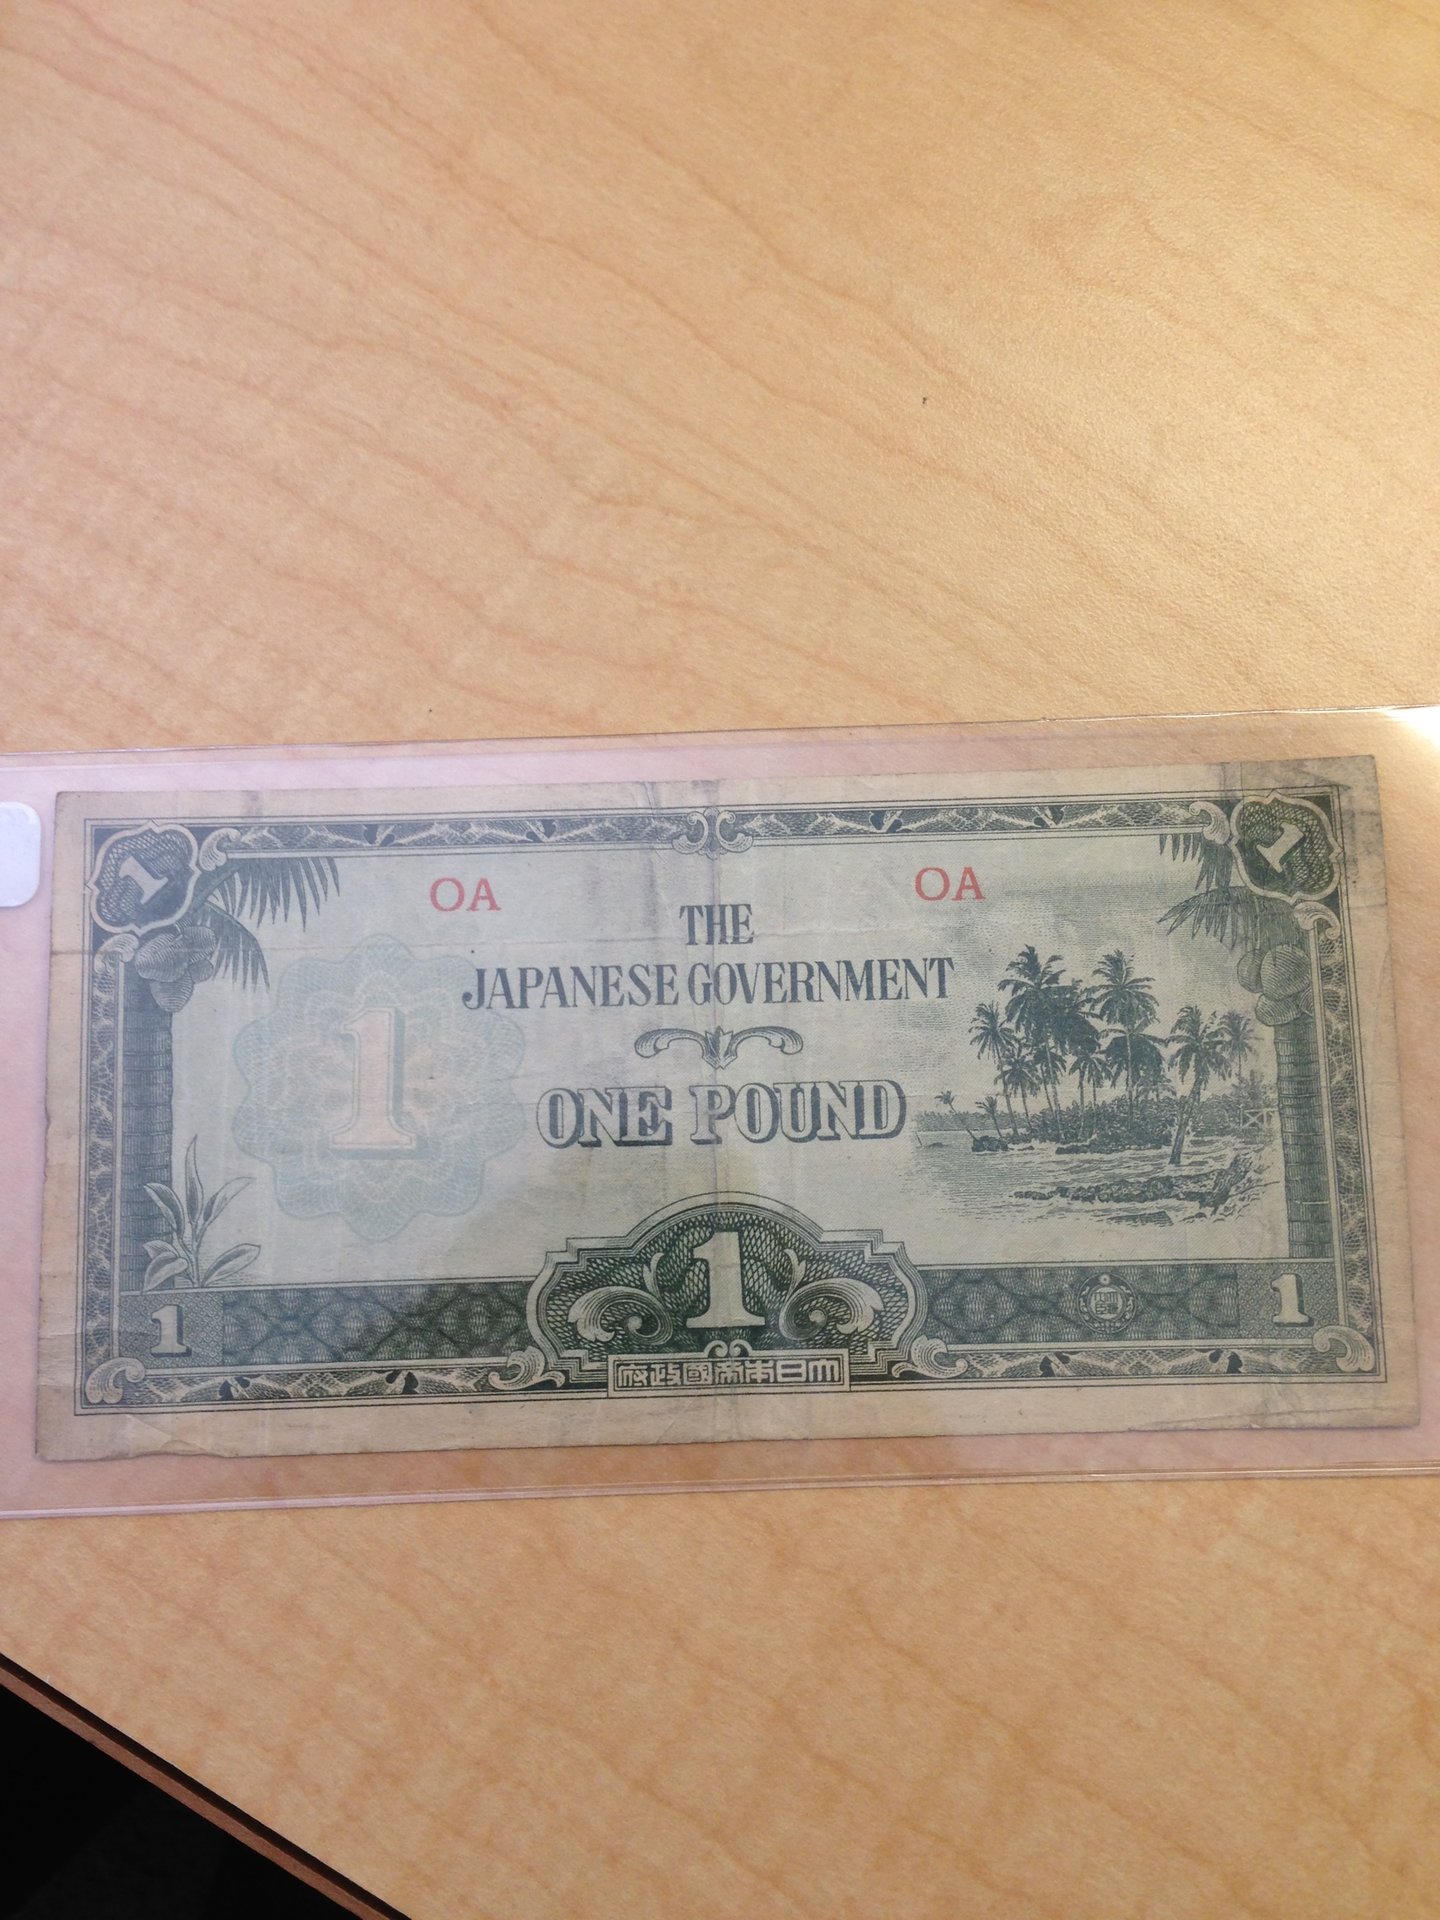 1 1
OA OA
THE
JAPANESE GOVERNMENT
1
ONE POUND
1 1 1
府政國帝本日大